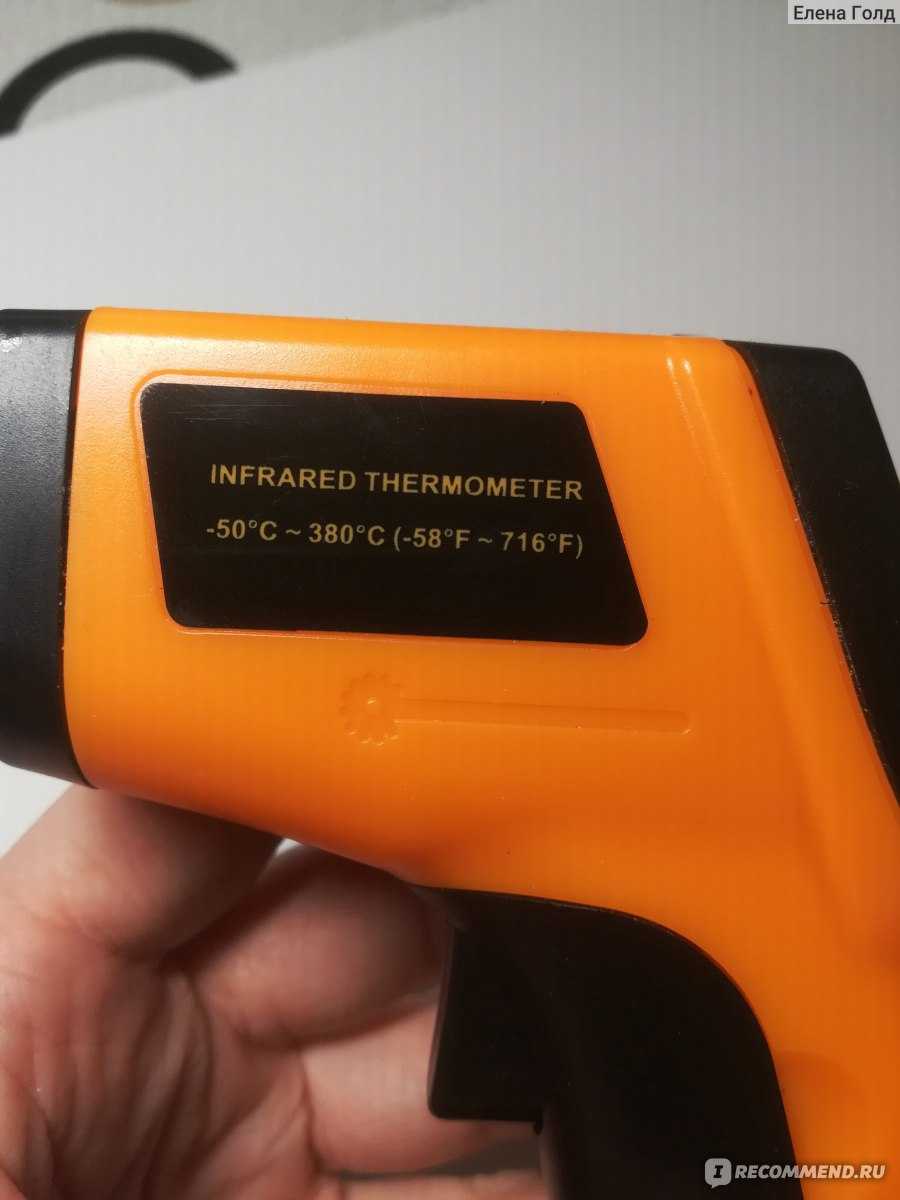 Елена Голд
INFRARED THERMOMETER
-50°C ~ 380°C (-58°F ~ 716°F)
I RECOMMEND.RU